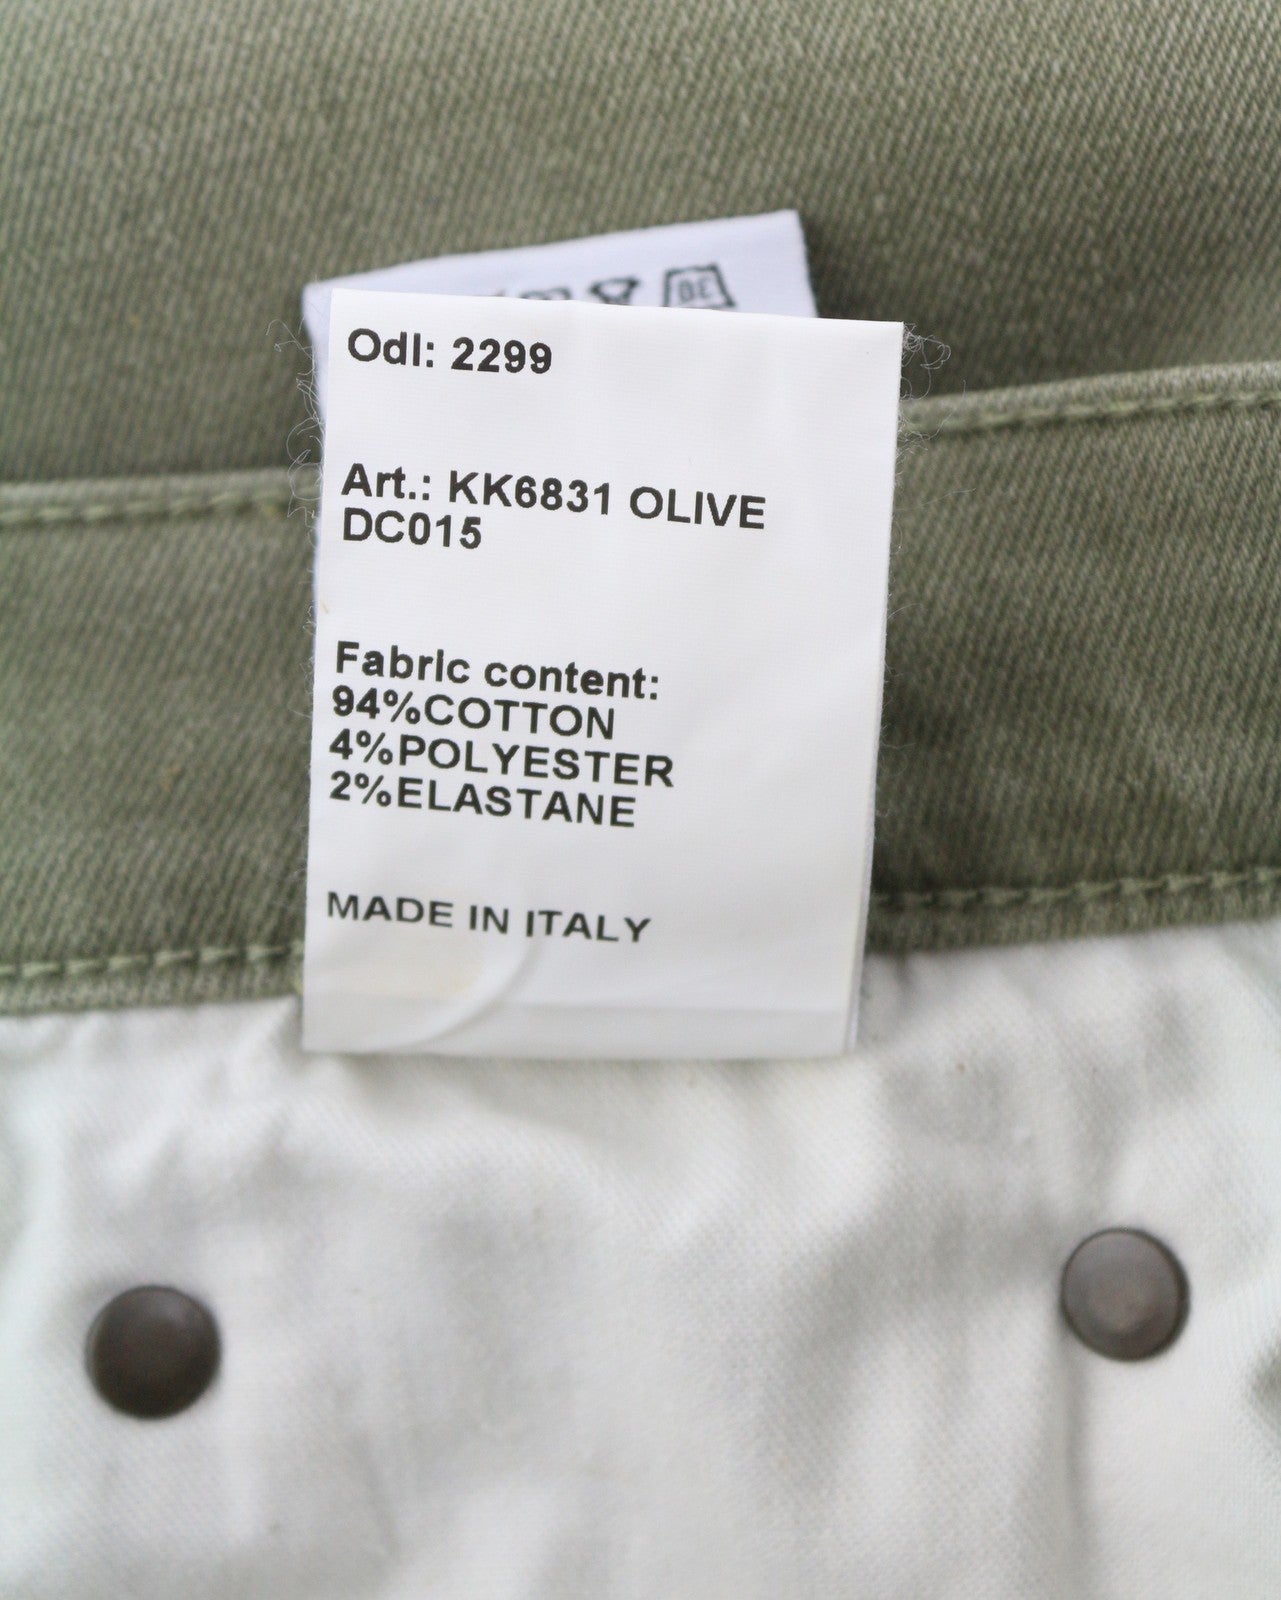 Odl: 2299
Art.: KK6831 OLIVE
DC015
Fabric content:
94%COTTON
4%POLYESTER
2%ELASTANE
MADE IN ITALY